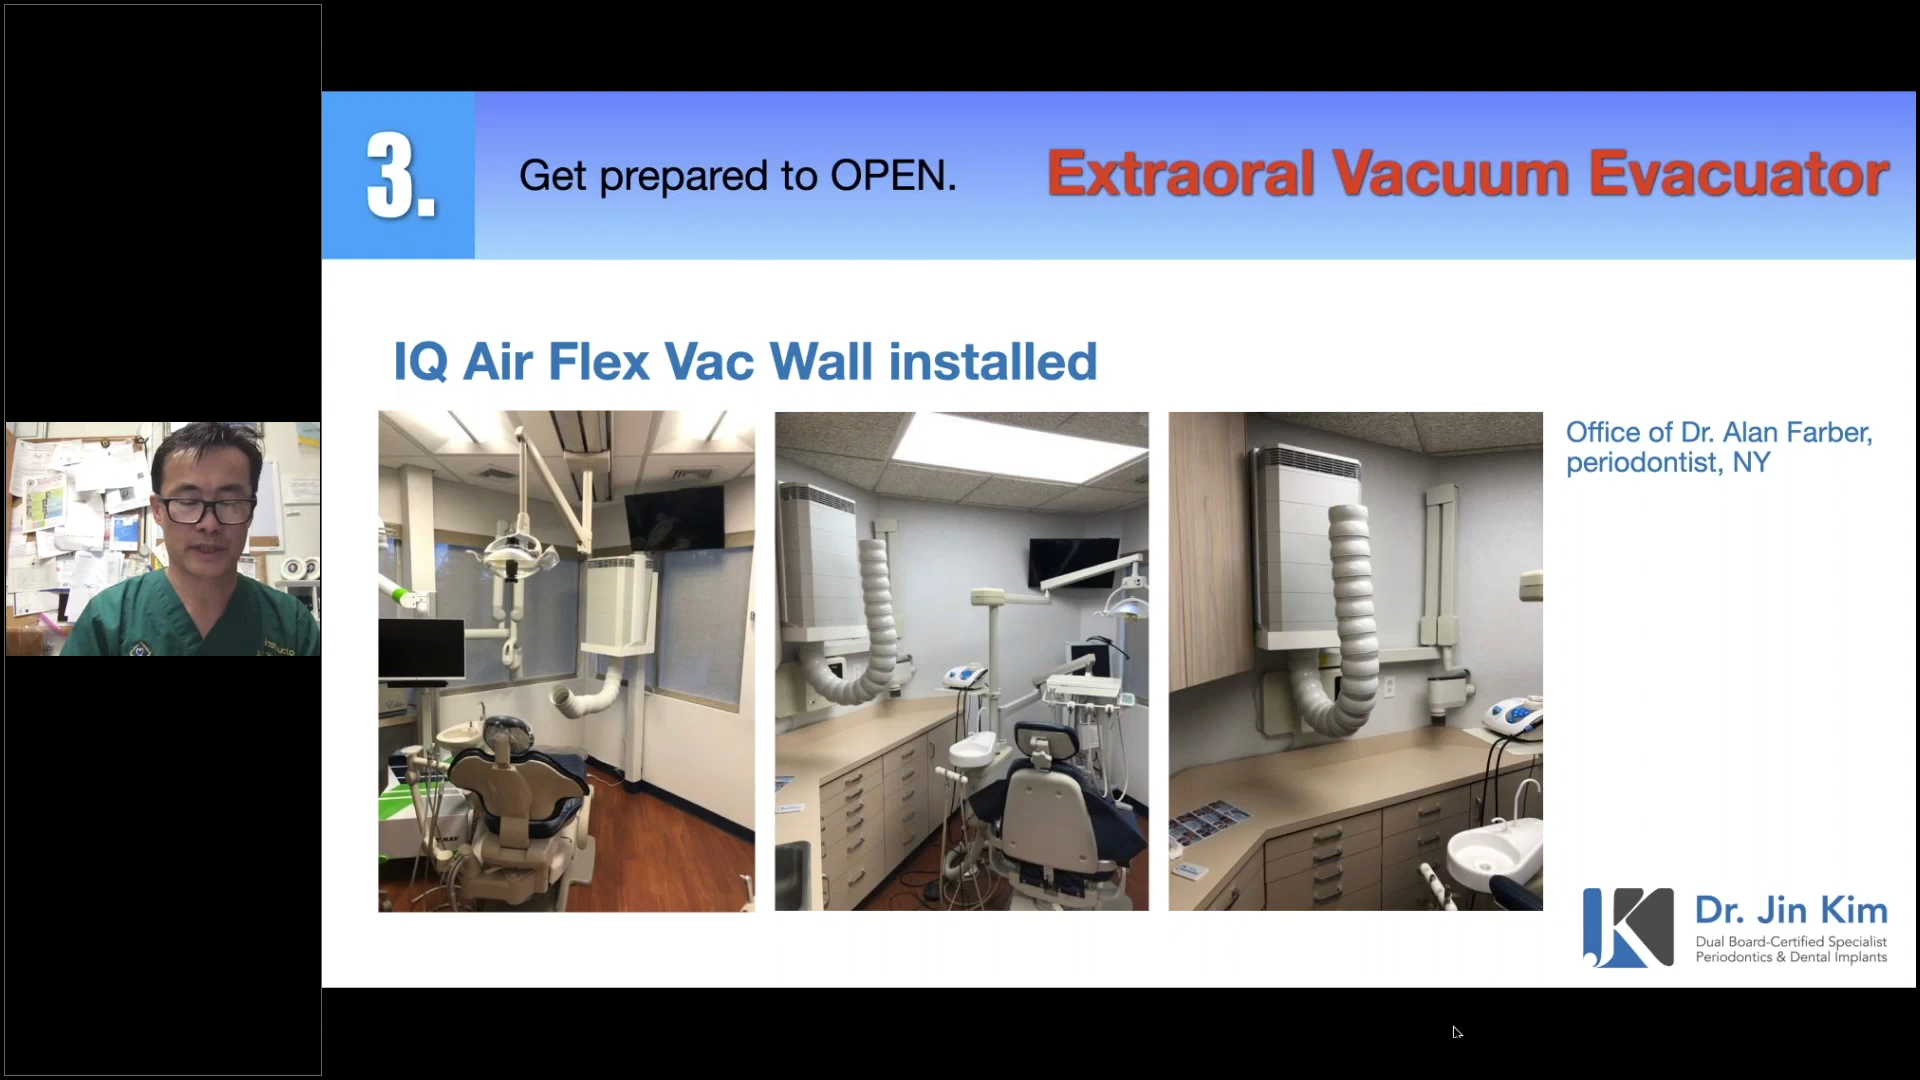 3.
Get prepared to OPEN.
Extraoral Vacuum Evacuator
IQ Air Flex Vac Wall installed
Office of Dr. Alan Farber,
periodontist, NY
JK
Dr. Jin Kim
Dual Board-Certified Specialist
Periodontics & Dental Implants